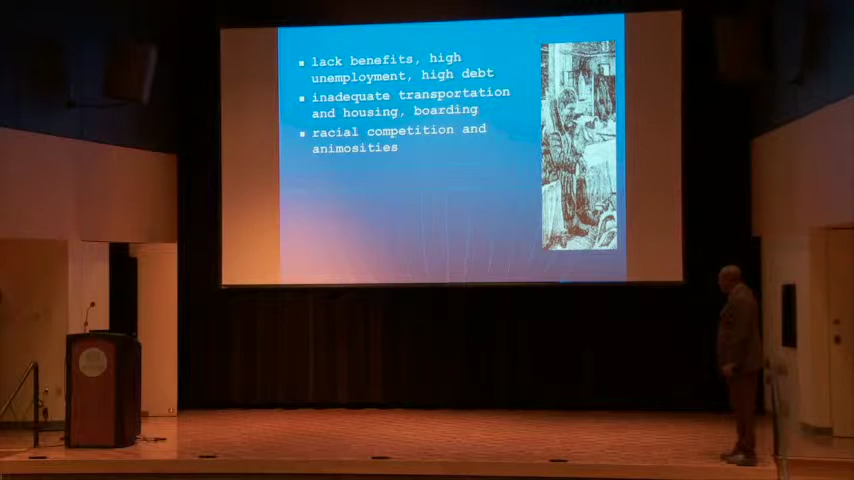 ▪ lack benefits, high
unemployment, high debt
▪ inadequate transportation
and housing, boarding
▪ racial competition and
animosities